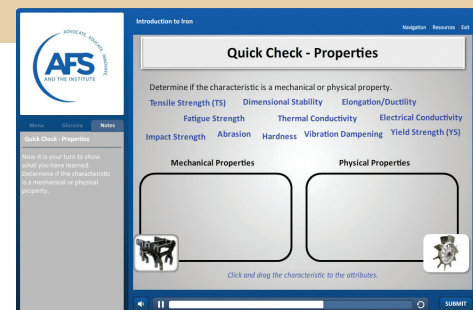 Introduction to Iron
Navigation Resources Exit
ADVOCATE, EDUCATE, INNOVATE,
AFS
AND THE INSTITUTE
Menu Glossary Notes
Quick Check - Properties
Now it is your turn to show
what you have learned.
Determine if the characteristic
is a mechanical or physical
property.
Quick Check - Properties
Determine if the characteristic is a mechanical or physical property.
Tensile Strength (TS) Dimensional Stability Elongation/Ductility
Fatigue Strength Thermal Conductivity Electrical Conductivity
Impact Strength Abrasion Hardness Vibration Dampening Yield Strength (YS)
Mechanical Properties Physical Properties
Click and drag the characteristic to the attributes.
SUBMIT